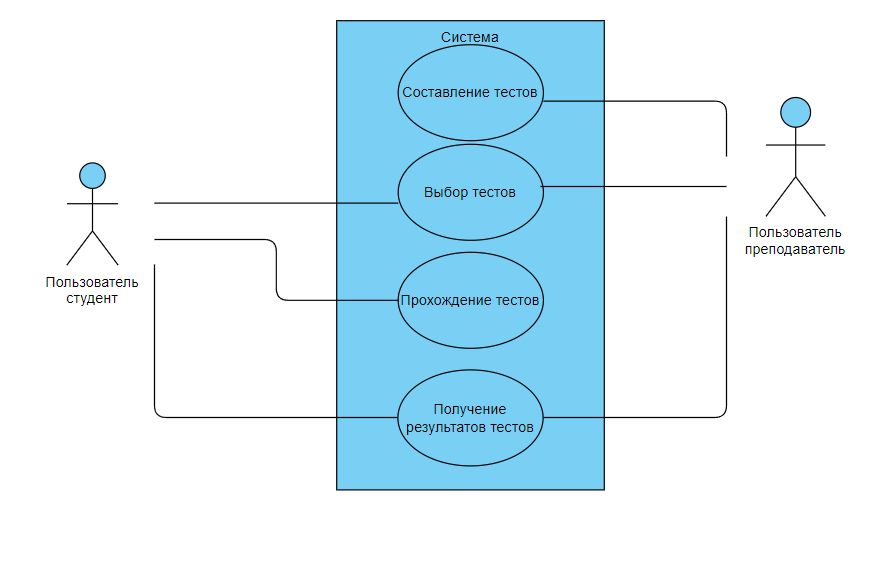 Система
Составление тестов
Выбор тестов
Прохождение тестов
Получение
результатов тестов
Пользователь
студент
Пользователь
преподаватель